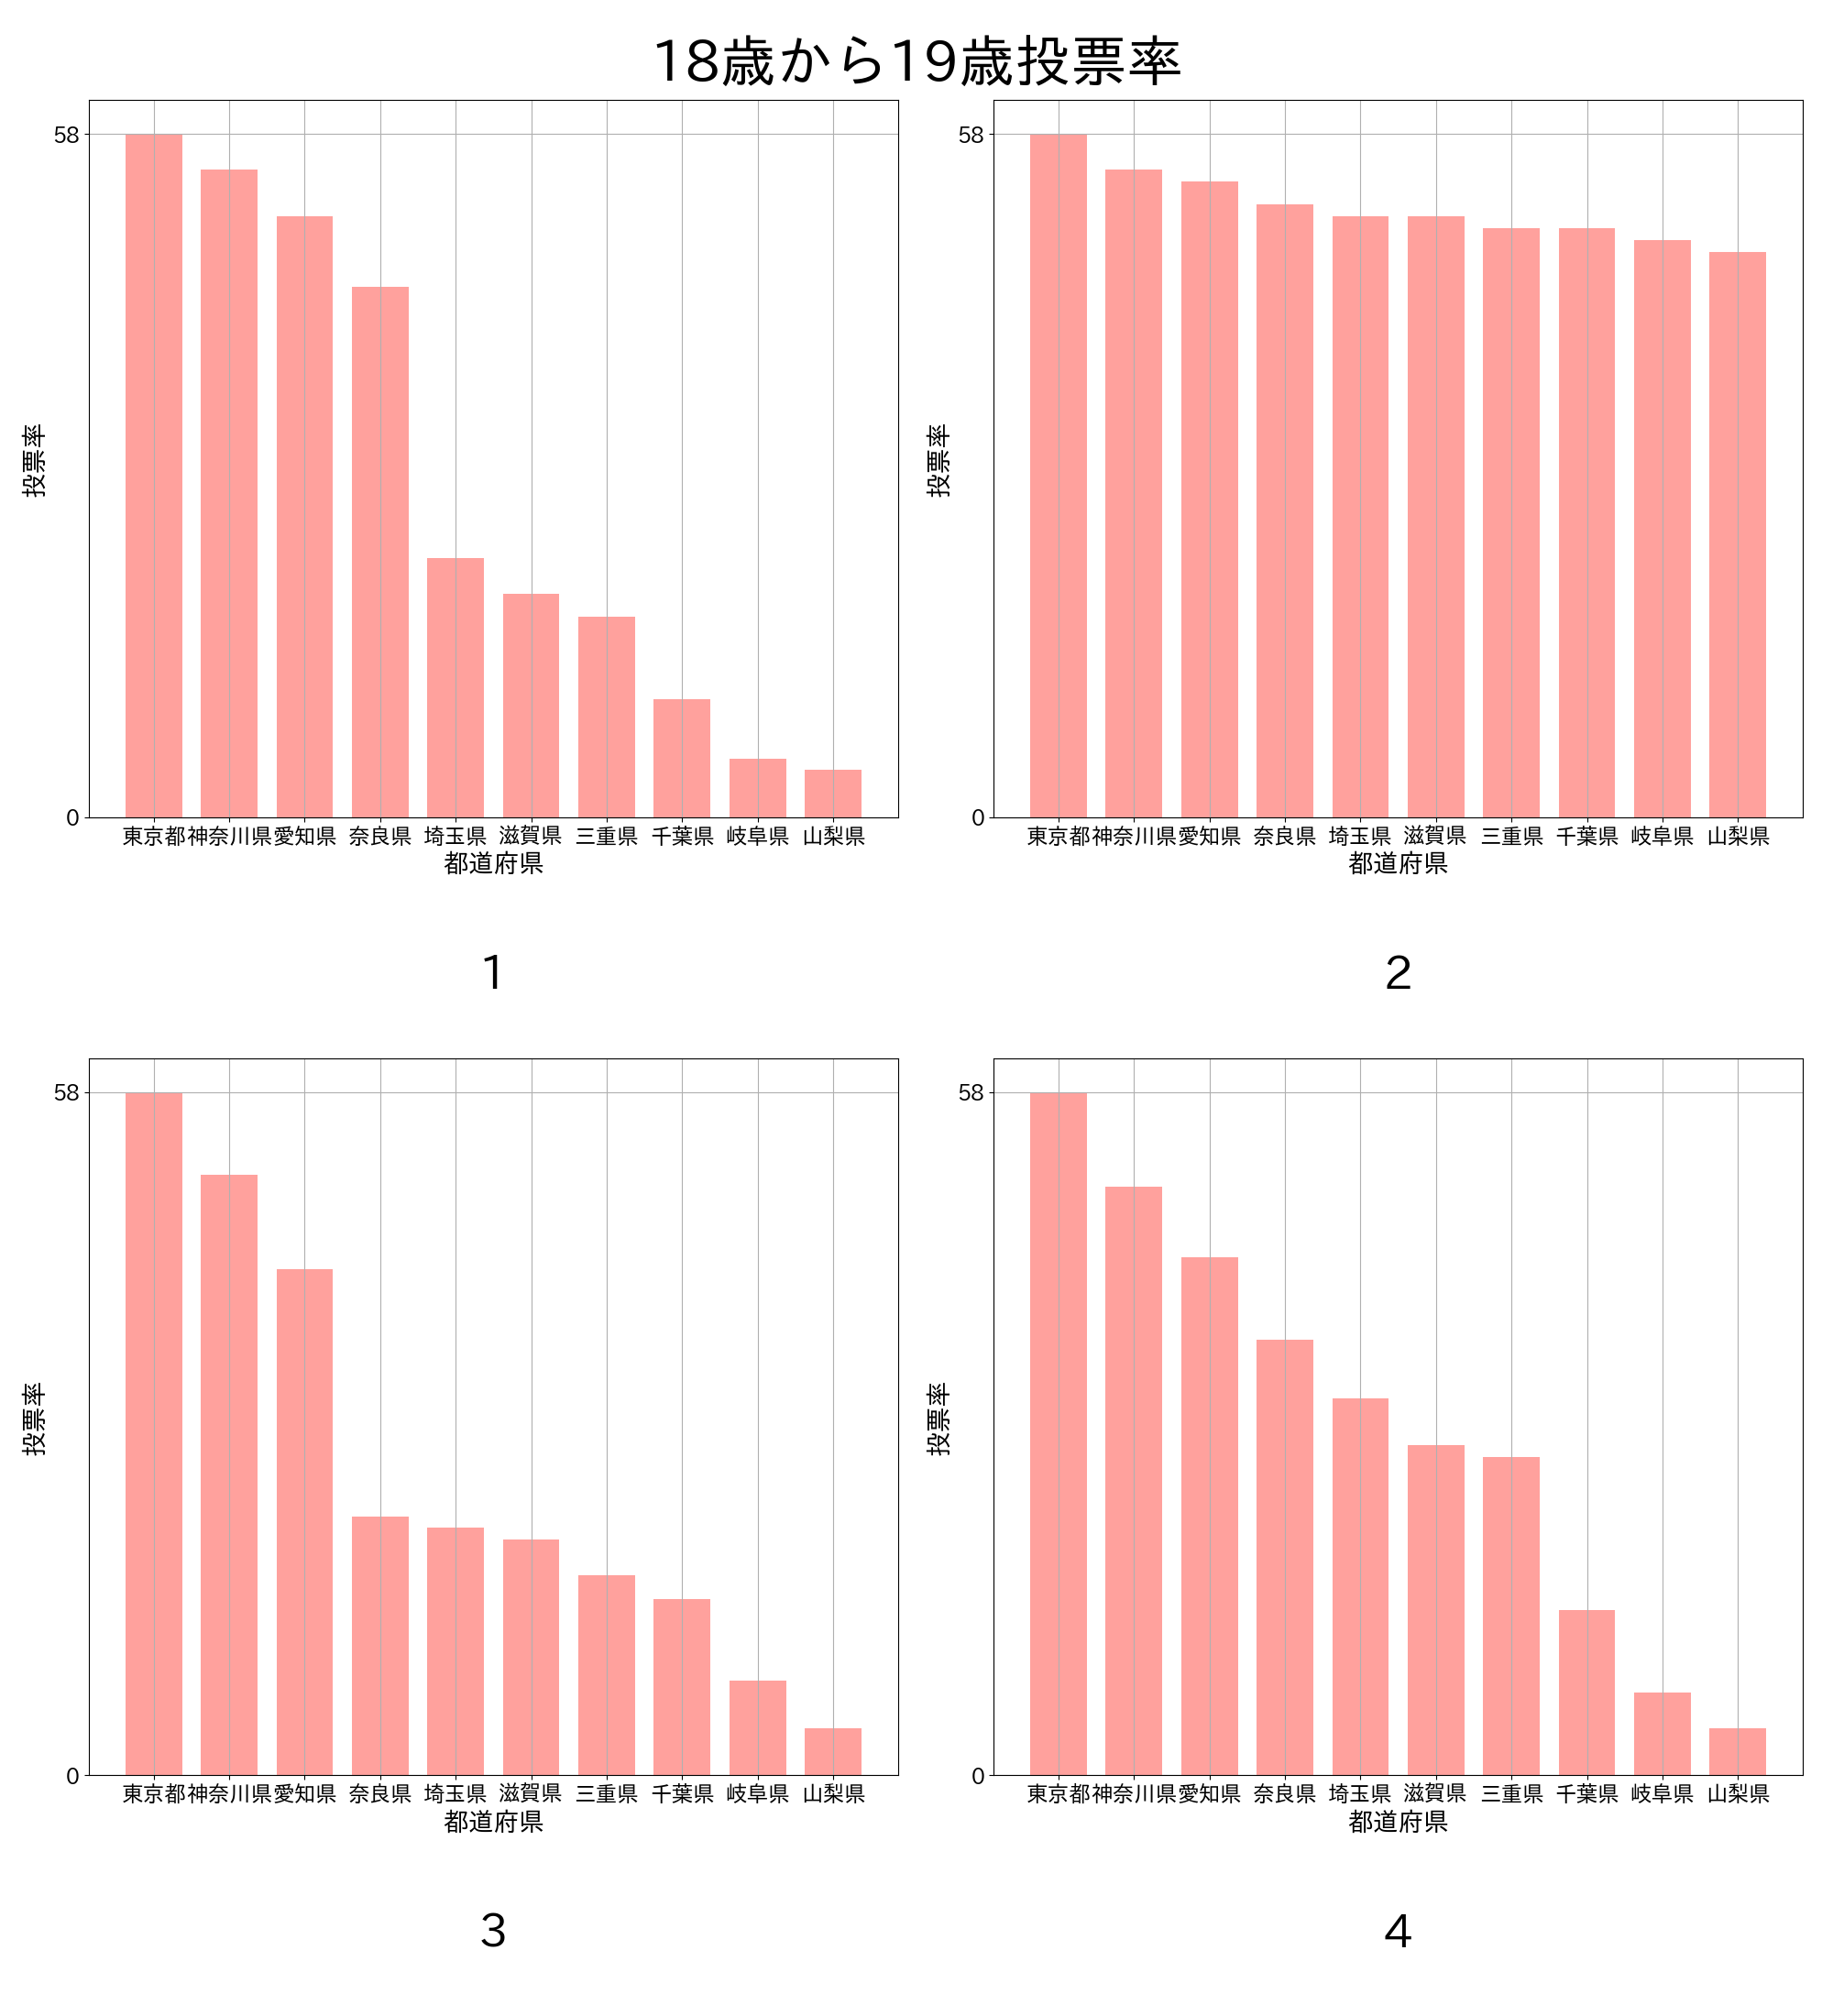 18歳から19歳投票率
58
0
投票率
東京都 神奈川県 愛知県 奈良県 埼玉県 滋賀県 三重県 千葉県 岐阜県 山梨県
都道府県
1
58
0
投票率
東京都 神奈川県 愛知県 奈良県 埼玉県 滋賀県 三重県 千葉県 岐阜県 山梨県
都道府県
2
58
0
投票率
東京都 神奈川県 愛知県 奈良県 埼玉県 滋賀県 三重県 千葉県 岐阜県 山梨県
都道府県
3
58
0
投票率
東京都 神奈川県 愛知県 奈良県 埼玉県 滋賀県 三重県 千葉県 岐阜県 山梨県
都道府県
4